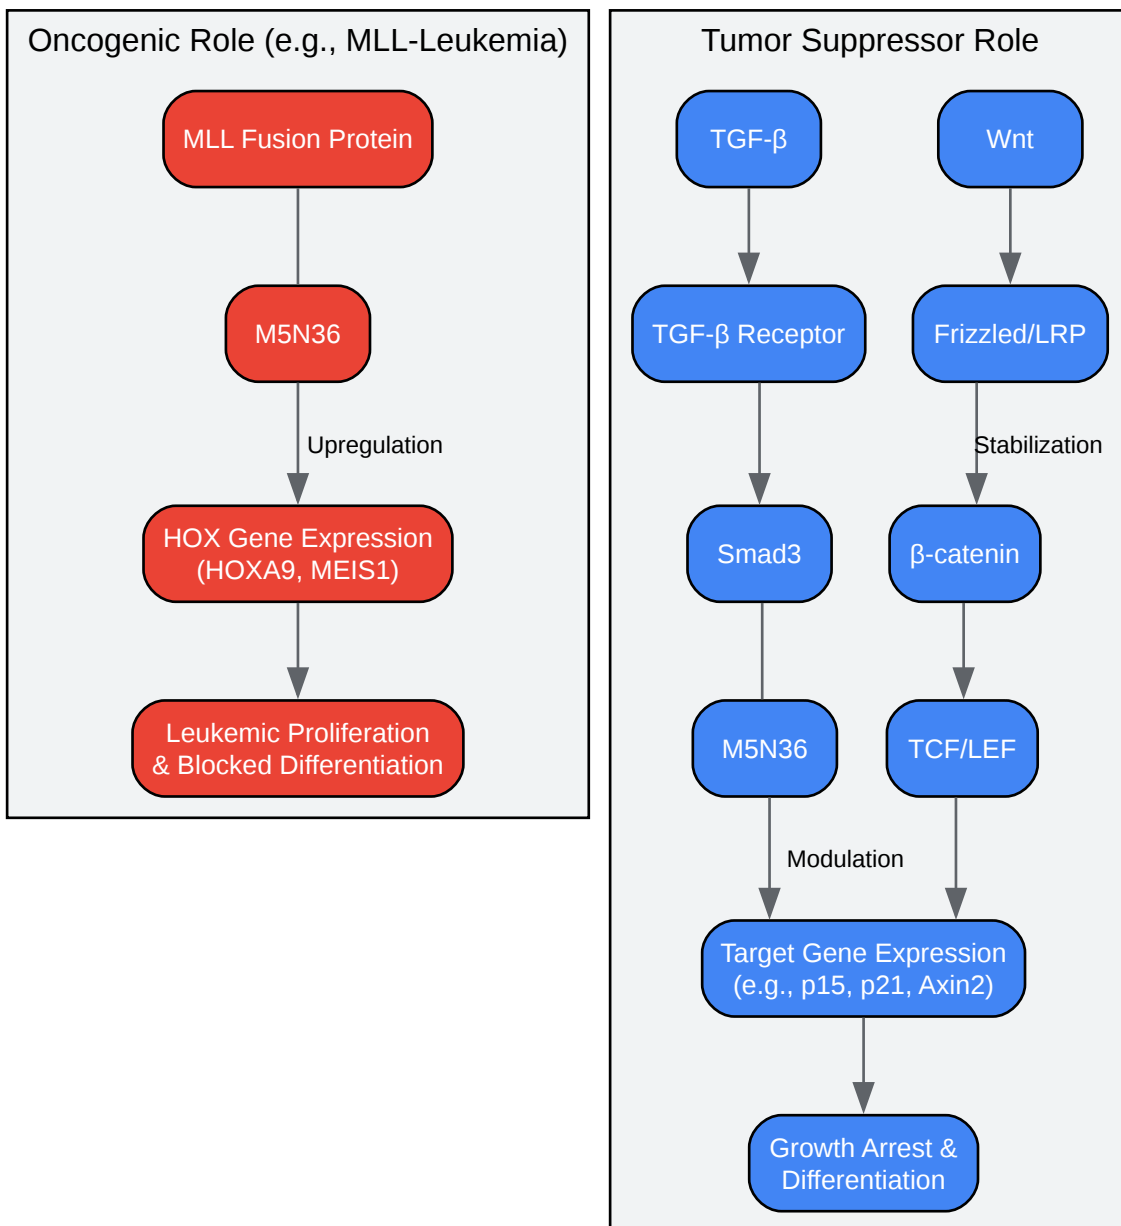 Oncogenic Role (e.g., MLL-Leukemia)
MLL Fusion Protein
M5N36
Upregulation
HOX Gene Expression
(HOXA9, MEIS1)
Leukemic Proliferation
& Blocked Differentiation
Tumor Suppressor Role
TGF-β
Wnt
TGF-β Receptor
Frizzled/LRP
Stabilization
Smad3
β-catenin
M5N36
TCF/LEF
Modulation
Target Gene Expression
(e.g., p15, p21, Axin2)
Growth Arrest &
Differentiation